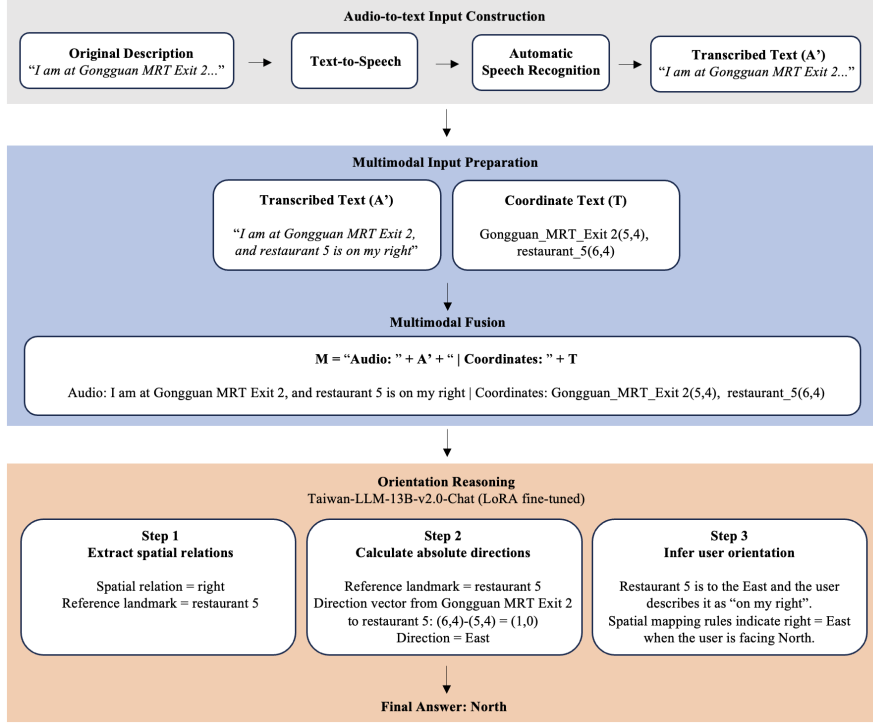 Audio-to-text Input Construction
Original Description
“I am at Gongguan MRT Exit 2...”
Text-to-Speech
Automatic
Speech Recognition
Transcribed Text (A’)
“I am at Gongguan MRT Exit 2...”
Multimodal Input Preparation
Transcribed Text (A’)
“I am at Gongguan MRT Exit 2,
and restaurant 5 is on my right”
Coordinate Text (T)
Gongguan_MRT_Exit 2(5,4),
restaurant_5(6,4)
Multimodal Fusion
M = “Audio: ” + A’ + “ | Coordinates: ” + T
Audio: I am at Gongguan MRT Exit 2, and restaurant 5 is on my right | Coordinates: Gongguan_MRT_Exit 2(5,4), restaurant_5(6,4)
Orientation Reasoning
Taiwan-LLM-13B-v2.0-Chat (LoRA fine-tuned)
Step 1
Extract spatial relations
Spatial relation = right
Reference landmark = restaurant 5
Step 2
Calculate absolute directions
Reference landmark = restaurant 5
Direction vector from Gongguan MRT Exit 2
to restaurant 5: (6,4)-(5,4) = (1,0)
Direction = East
Step 3
Infer user orientation
Restaurant 5 is to the East and the user
describes it as “on my right”.
Spatial mapping rules indicate right = East
when the user is facing North.
Final Answer: North